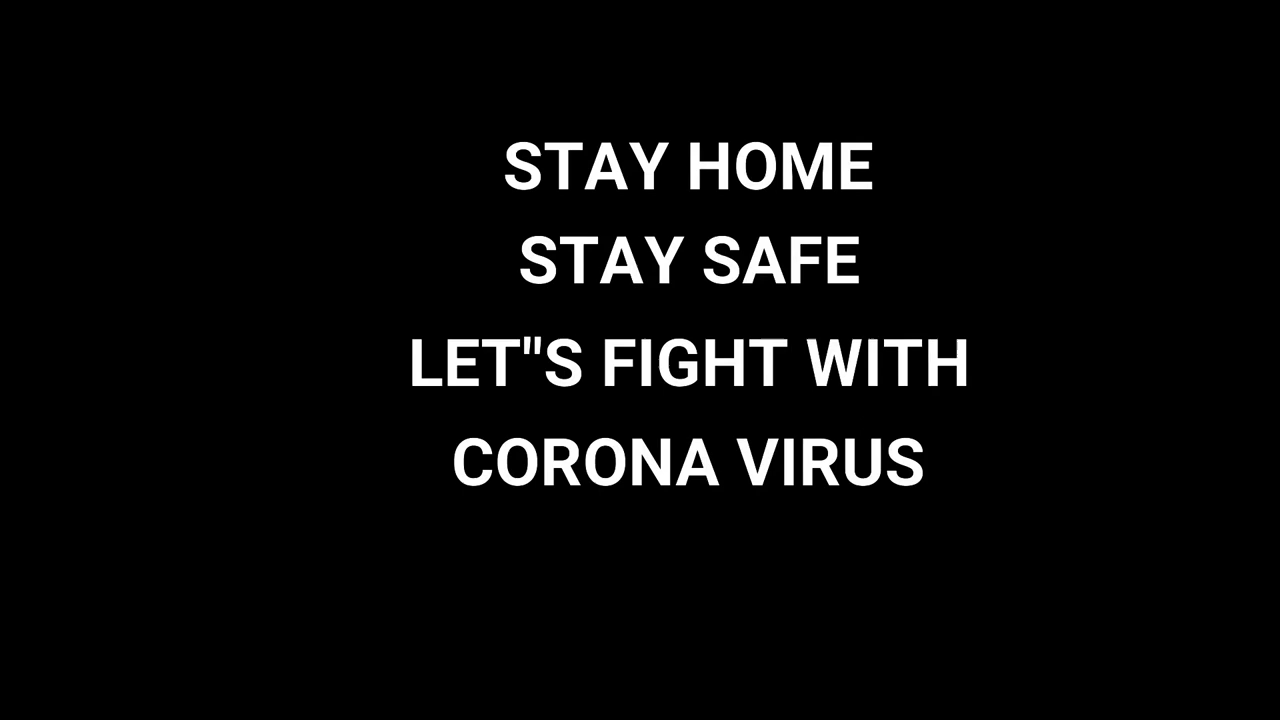 STAY HOME
STAY SAFE
LET"S FIGHT WITH
CORONA VIRUS